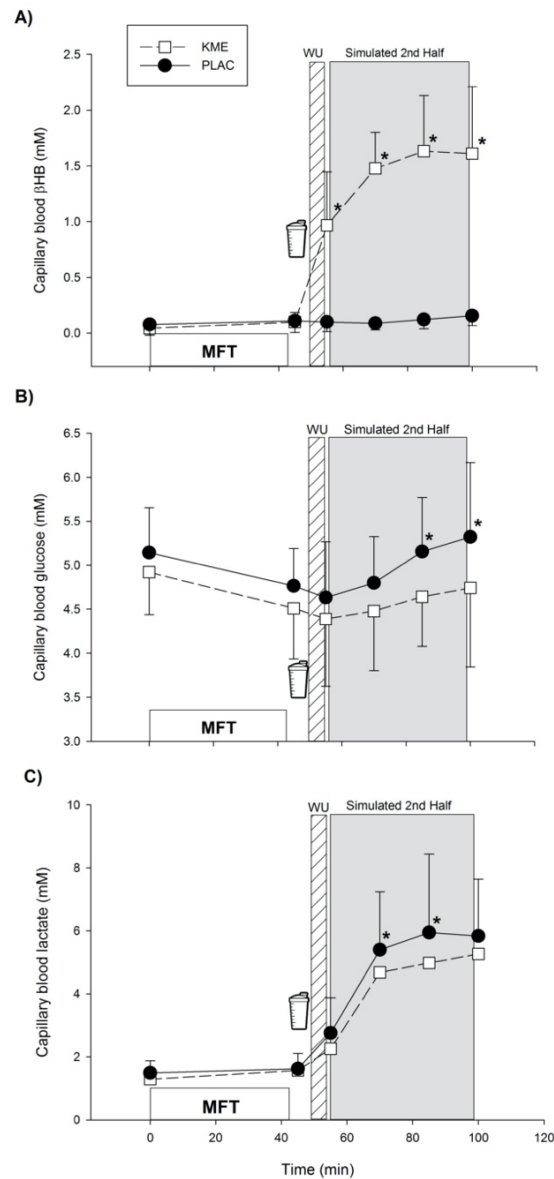 A)
KME
PLAC
WU Simulated 2nd Half
Capillary blood βHB (mM)
2.5
2.0
1.5
1.0
0.5
0.0
* * * *
MFT
B)
WU Simulated 2nd Half
Capillary blood glucose (mM)
6.5
6.0
5.5
5.0
4.5
4.0
3.5
3.0
* *
MFT
C)
WU Simulated 2nd Half
Capillary blood lactate (mM)
10
8
6
4
2
0
* *
MFT
0 20 40 60 80 100 120
Time (min)